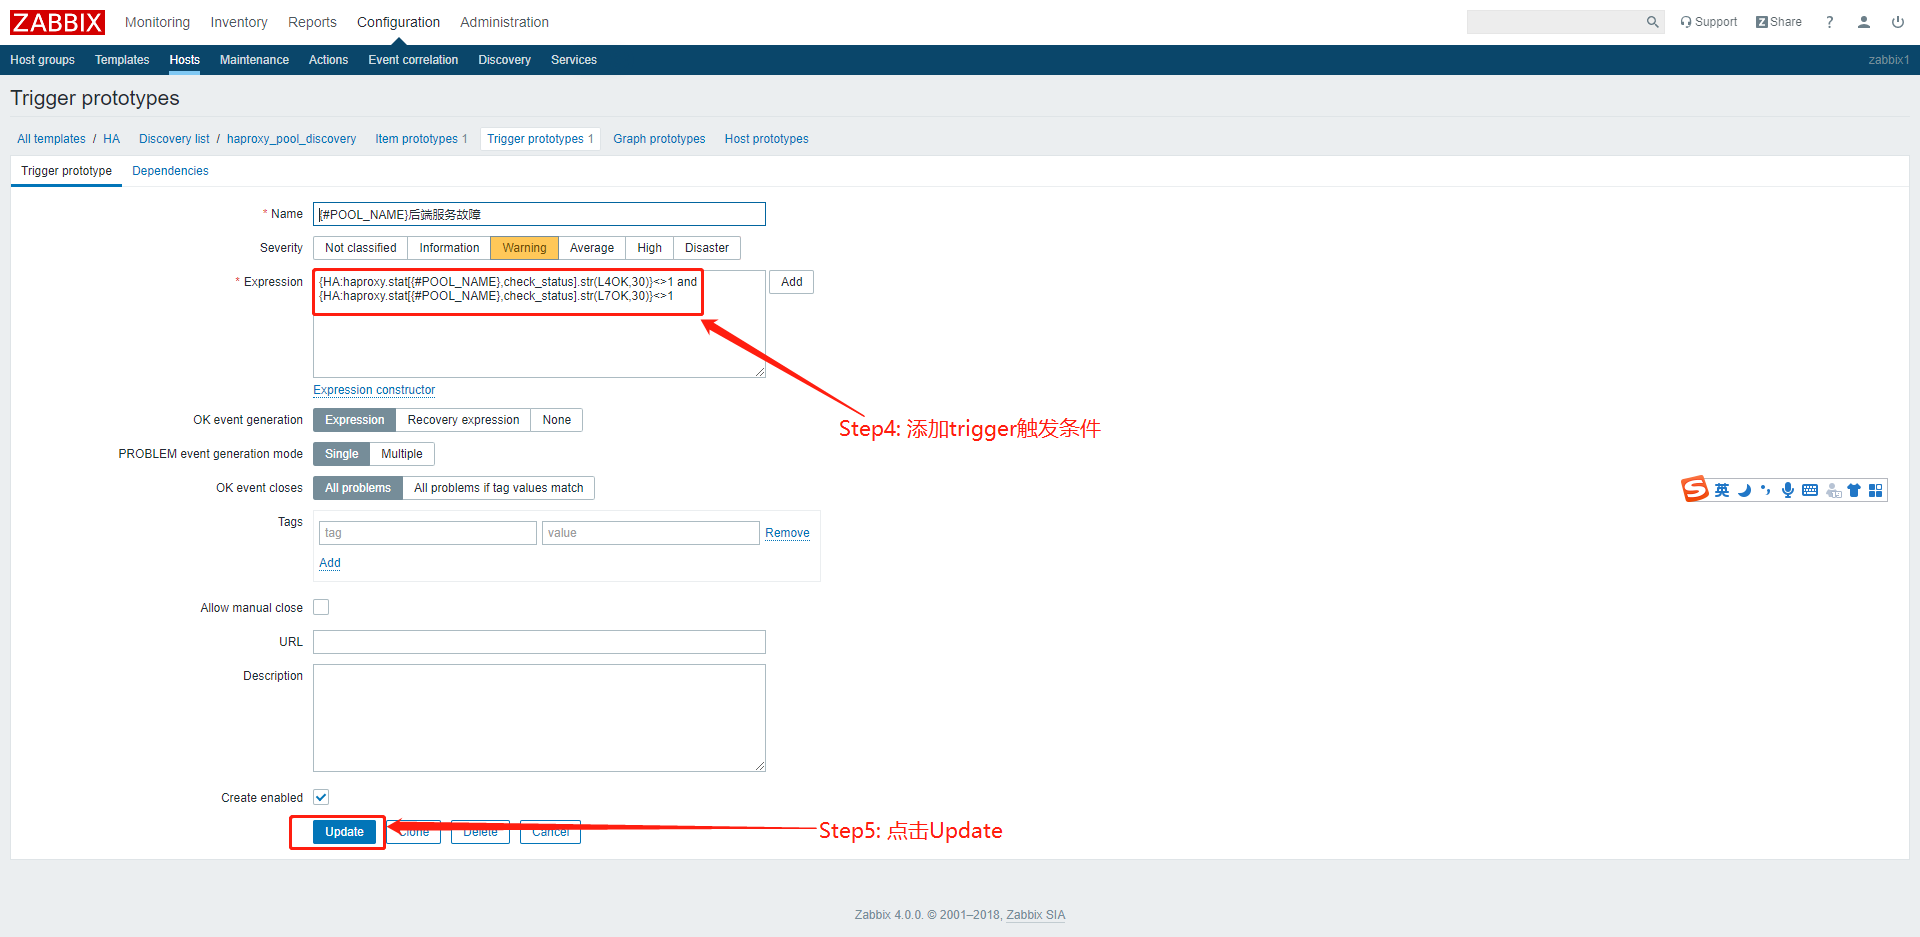 ZABBIX Monitoring Inventory Reports Configuration Administration Support Z Share ?
Host groups Templates Hosts Maintenance Actions Event correlation Discovery Services zabbix1
Trigger prototypes
All templates / HA Discovery list / haproxy_pool_discovery Item prototypes 1 Trigger prototypes 1 Graph prototypes Host prototypes
Trigger prototype Dependencies
* Name {#POOL_NAME}后端服务故障
Severity Not classified Information Warning Average High Disaster
* Expression {HA:haproxy.stat[{#POOL_NAME},check_status].str(L4OK,30)}<>1 and Add
{HA:haproxy.stat[{#POOL_NAME},check_status].str(L7OK,30)}<>1
Expression constructor
OK event generation Expression Recovery expression None
Step4: 添加trigger触发条件
PROBLEM event generation mode Single Multiple
OK event closes All problems All problems if tag values match
S 英
Tags tag value Remove
Add
Allow manual close
URL
Description
Create enabled
Update Clone Delete Cancel Step5: 点击Update
Zabbix 4.0.0. © 2001–2018, Zabbix SIA